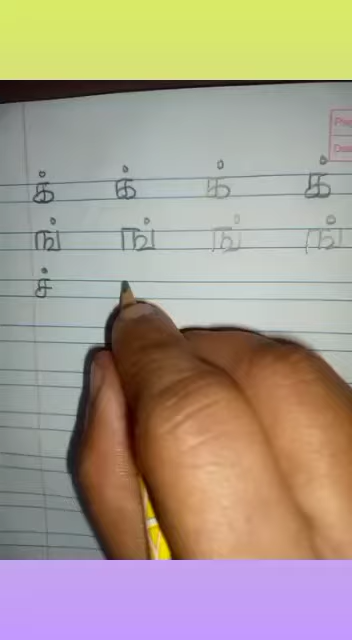 க் க் க் க்
ங் ங் ங் ங்
ச்